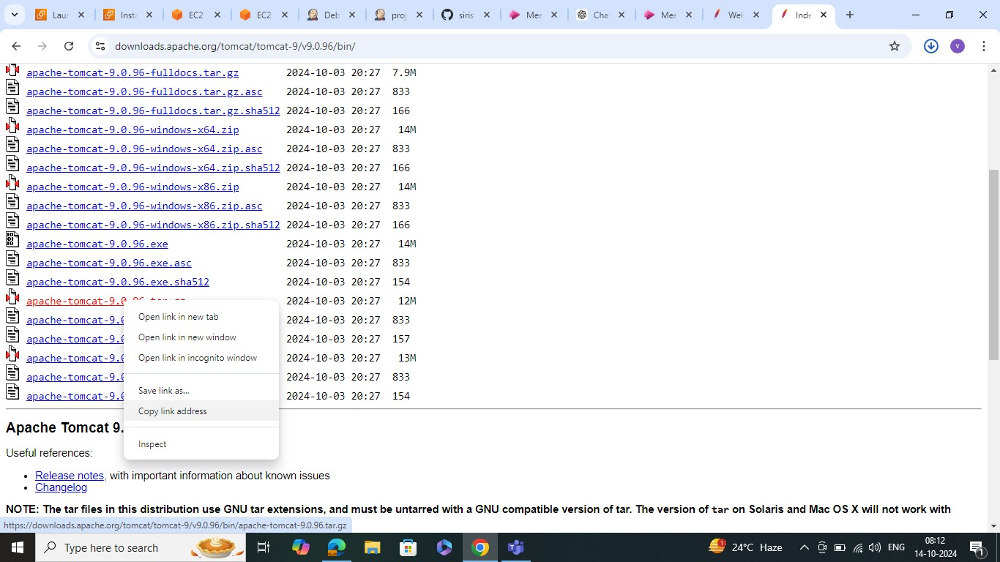 Laun
Insta
EC2
EC2
Deb
proj
siris
Mee
Cha
Mee
Wel
Inde
downloads.apache.org/tomcat/tomcat-9/v9.0.96/bin/
V
apache-tomcat-9.0.96-fulldocs.tar.gz 2024-10-03 20:27 7.9M
apache-tomcat-9.0.96-fulldocs.tar.gz.asc 2024-10-03 20:27 833
apache-tomcat-9.0.96-fulldocs.tar.gz.sha512 2024-10-03 20:27 166
apache-tomcat-9.0.96-windows-x64.zip 2024-10-03 20:27 14M
apache-tomcat-9.0.96-windows-x64.zip.asc 2024-10-03 20:27 833
apache-tomcat-9.0.96-windows-x64.zip.sha512 2024-10-03 20:27 166
apache-tomcat-9.0.96-windows-x86.zip 2024-10-03 20:27 14M
apache-tomcat-9.0.96-windows-x86.zip.asc 2024-10-03 20:27 833
apache-tomcat-9.0.96-windows-x86.zip.sha512 2024-10-03 20:27 166
apache-tomcat-9.0.96.exe 2024-10-03 20:27 14M
apache-tomcat-9.0.96.exe.asc 2024-10-03 20:27 833
apache-tomcat-9.0.96.exe.sha512 2024-10-03 20:27 154
apache-tomcat-9.0.96.tar.gz 2024-10-03 20:27 12M
apache-tomcat-9.0 2024-10-03 20:27 833
apache-tomcat-9.0 2024-10-03 20:27 157
apache-tomcat-9.0 2024-10-03 20:27 13M
apache-tomcat-9.0 2024-10-03 20:27 833
apache-tomcat-9.0 2024-10-03 20:27 154
Open link in new tab
Open link in new window
Open link in incognito window
Save link as...
Copy link address
Inspect
Apache Tomcat 9.
Useful references:
• Release notes, with important information about known issues
• Changelog
NOTE: The tar files in this distribution use GNU tar extensions, and must be untarred with a GNU compatible version of tar. The version of tar on Solaris and Mac OS X will not work with
https://downloads.apache.org/tomcat/tomcat-9/v9.0.96/bin/apache-tomcat-9.0.96.tar.gz
Type here to search
1
24°C Haze
ENG
08:12
14-10-2024
1